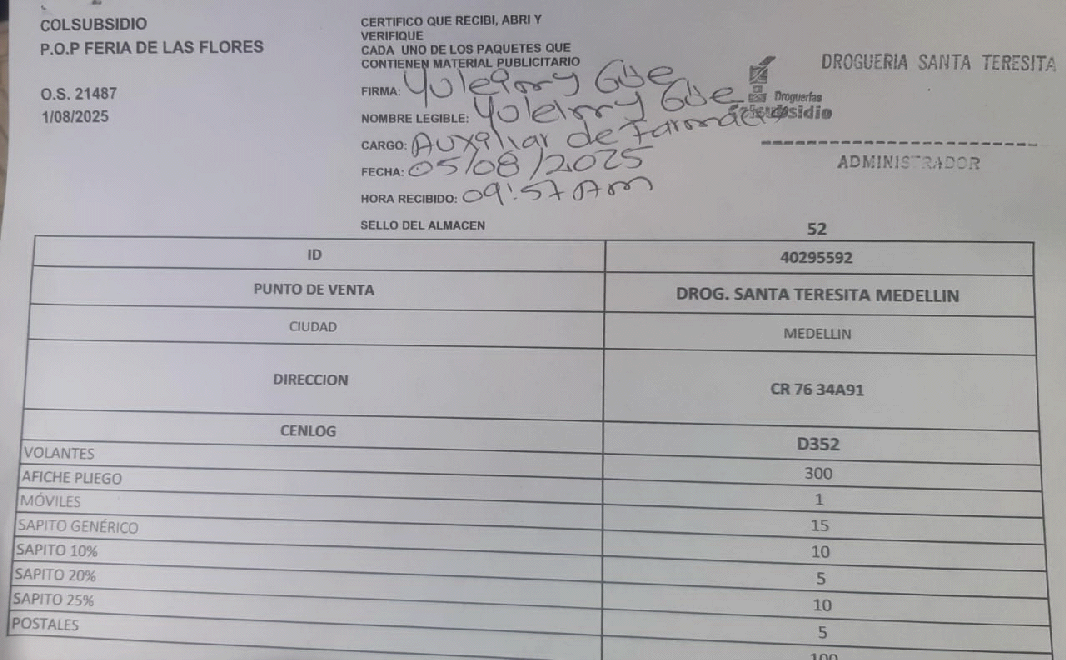 COLSUBSIDIO
P.O.P FERIA DE LAS FLORES
O.S. 21487
1/08/2025
CERTIFICO QUE RECIBI, ABRI Y
VERIFIQUE
CADA UNO DE LOS PAQUETES QUE
CONTIENEN MATERIAL PUBLICITARIO
FIRMA: Yuleimy Güe
NOMBRE LEGIBLE: Yuleimy Güe
CARGO: Auxiliar de Farmacia
FECHA: 05/08/2025
HORA RECIBIDO: 09:57 Am
SELLO DEL ALMACEN
Droguerías
Colsubsidio
DROGUERIA SANTA TERESITA
ADMINISTRADOR
52
ID 40295592
PUNTO DE VENTA DROG. SANTA TERESITA MEDELLIN
CIUDAD MEDELLIN
DIRECCION CR 76 34A91
CENLOG D352
VOLANTES 300
AFICHE PLIEGO 1
MÓVILES 15
SAPITO GENÉRICO 10
SAPITO 10% 5
SAPITO 20% 10
SAPITO 25% 5
POSTALES 100